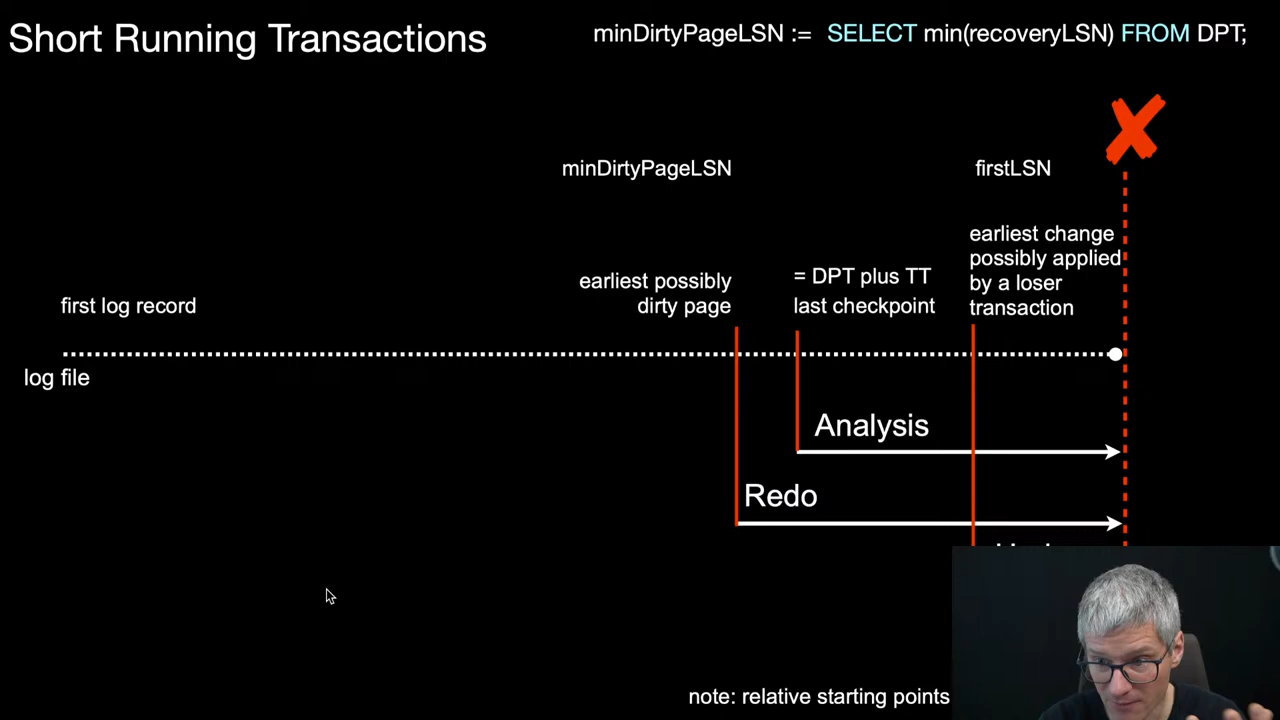 Short Running Transactions
minDirtyPageLSN := SELECT min(recoveryLSN) FROM DPT;
minDirtyPageLSN
firstLSN
earliest change
possibly applied
by a loser
transaction
earliest possibly
dirty page
= DPT plus TT
last checkpoint
first log record
log file
Analysis
Redo
note: relative starting points